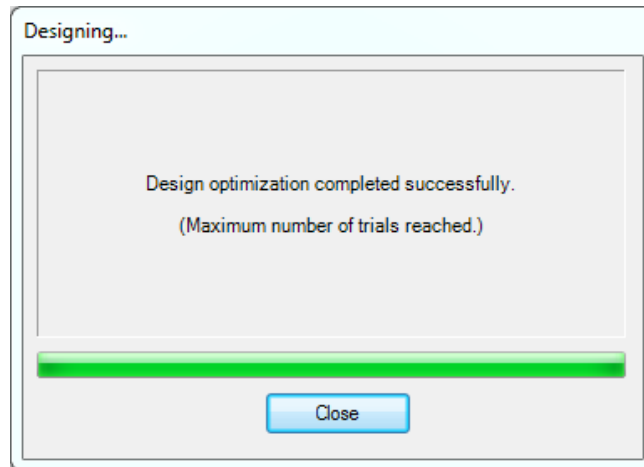 Designing...
Design optimization completed successfully.
(Maximum number of trials reached.)
Close